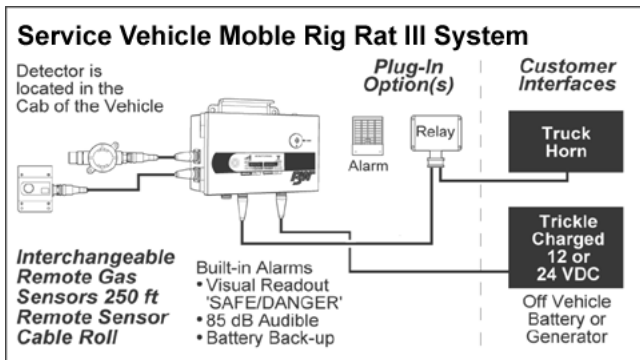 Service Vehicle Moble Rig Rat III System
Detector is
located in the
Cab of the Vehicle
Plug-In
Option(s)
Customer
Interfaces
Alarm
Relay
Truck
Horn
Trickle
Charged
12 or
24 VDC
Off Vehicle
Battery or
Generator
Interchangeable
Remote Gas
Sensors 250 ft
Remote Sensor
Cable Roll
Built-in Alarms
• Visual Readout
'SAFE/DANGER'
• 85 dB Audible
• Battery Back-up